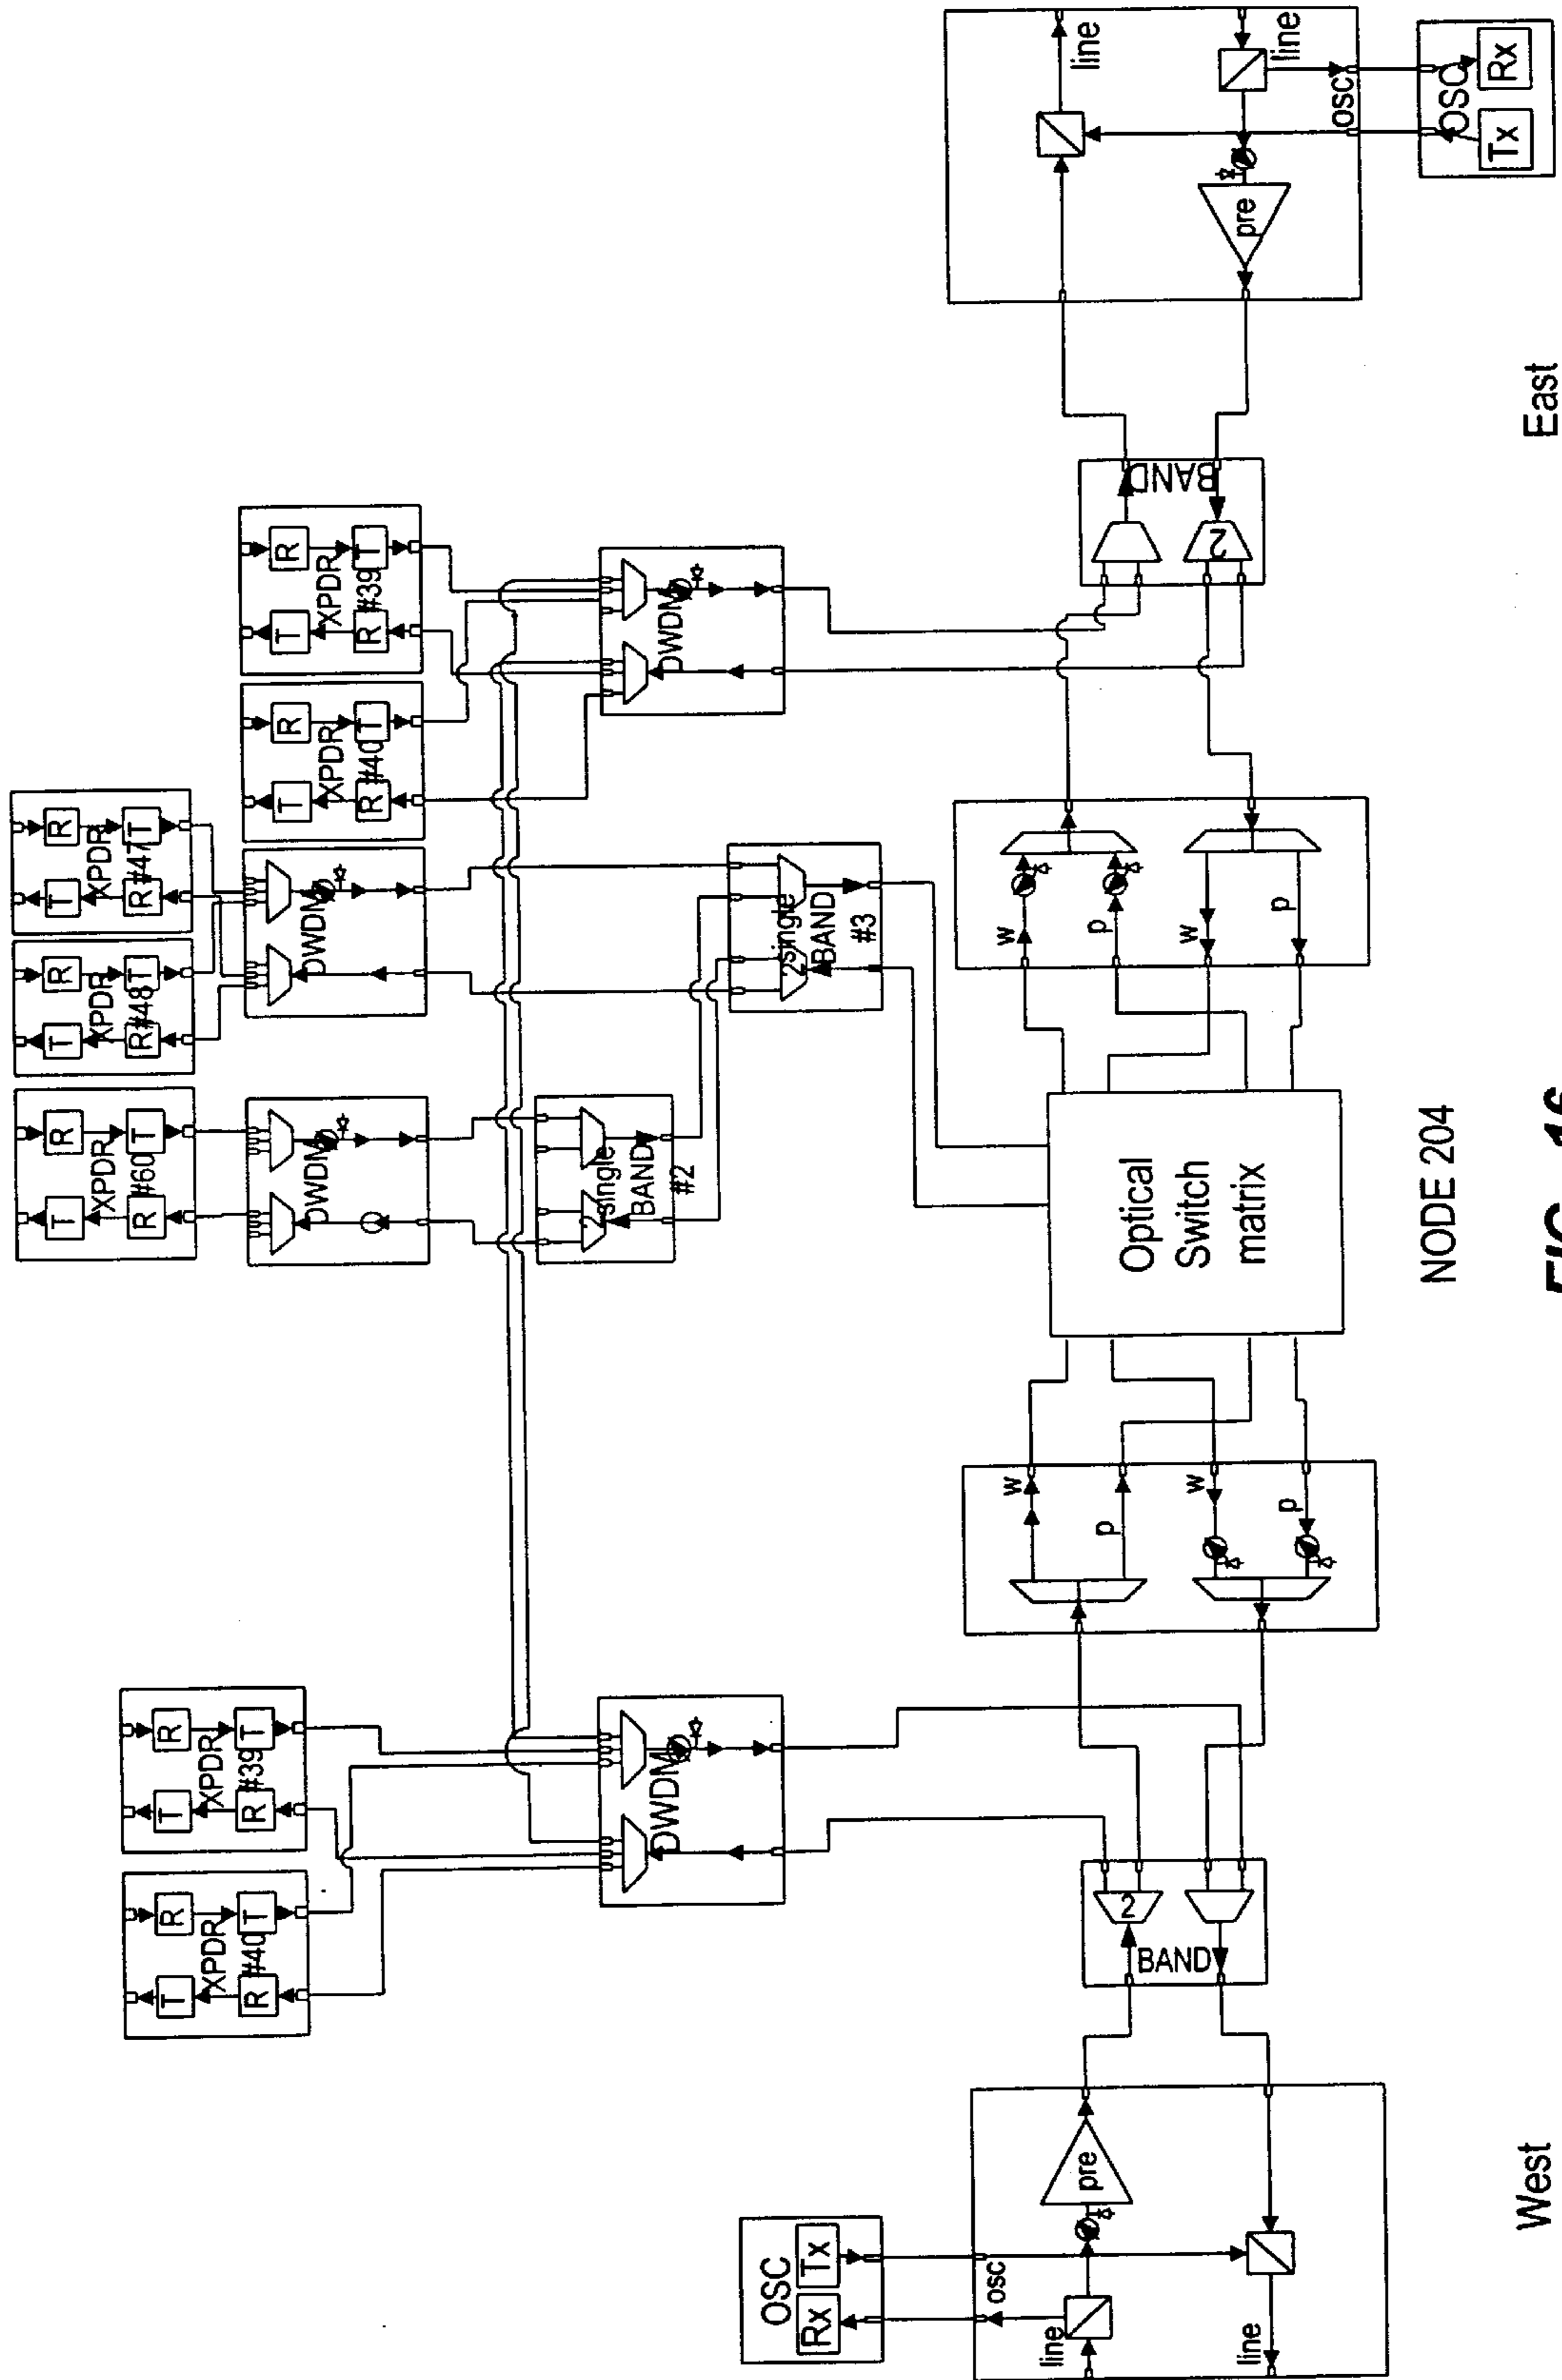 R
T
XPDR
#47
T
R
R
T
XPDR
#48
T
R
R
T
XPDR
#60
T
R
R
T
XPDR
#39
T
R
R
T
XPDR
#40
T
R
R
T
XPDR
#39
T
R
R
T
XPDR
#40
T
R
DWDM
DWDM
DWDM
DWDM
2
single
BAND
#2
2
single
BAND
#3
line
line
osc
OSC
Tx
Rx
pre
BAND
2
w
p
w
p
Optical
Switch
matrix
w
p
w
p
2
BAND
pre
OSC
Rx
Tx
osc
line
line
West
East
NODE 204